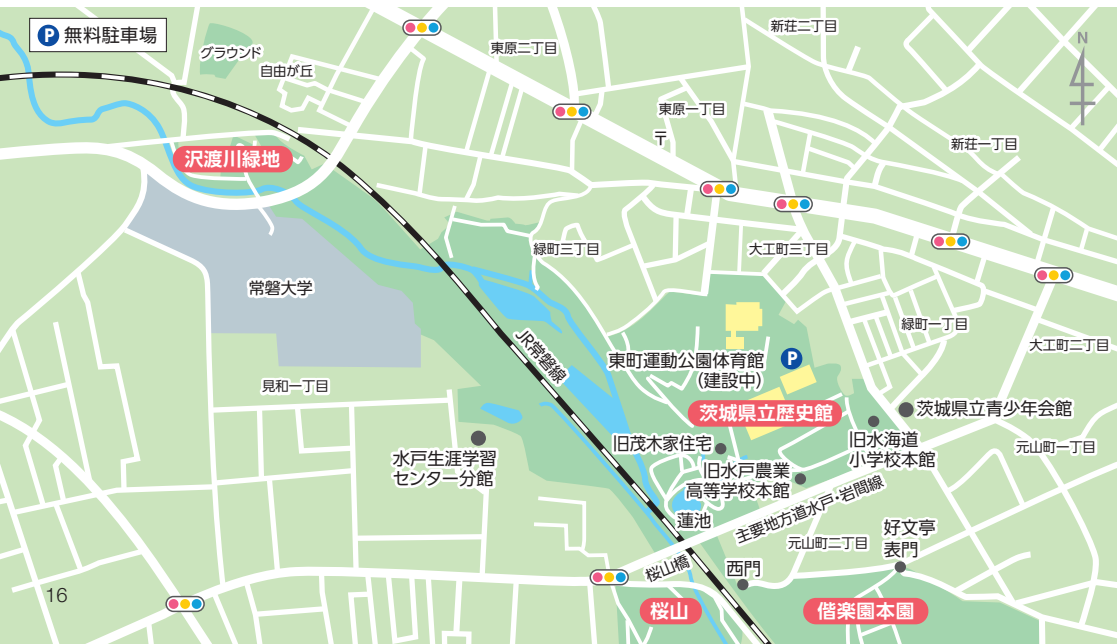 P 無料駐車場
グラウンド
自由が丘
東原二丁目
新荘二丁目
N
東原一丁目
〒
新荘一丁目
沢渡川緑地
緑町三丁目
大工町三丁目
常磐大学
緑町一丁目
大工町二丁目
JR常磐線
東町運動公園体育館
(建設中)
P
見和一丁目
茨城県立歴史館
茨城県立青少年会館
旧茂木家住宅
旧水海道
小学校本館
元山町一丁目
水戸生涯学習
センター分館
旧水戸農業
高等学校本館
蓮池
主要地方道水戸・岩間線
好文亭
表門
元山町二丁目
桜山橋
西門
16
桜山
偕楽園本園